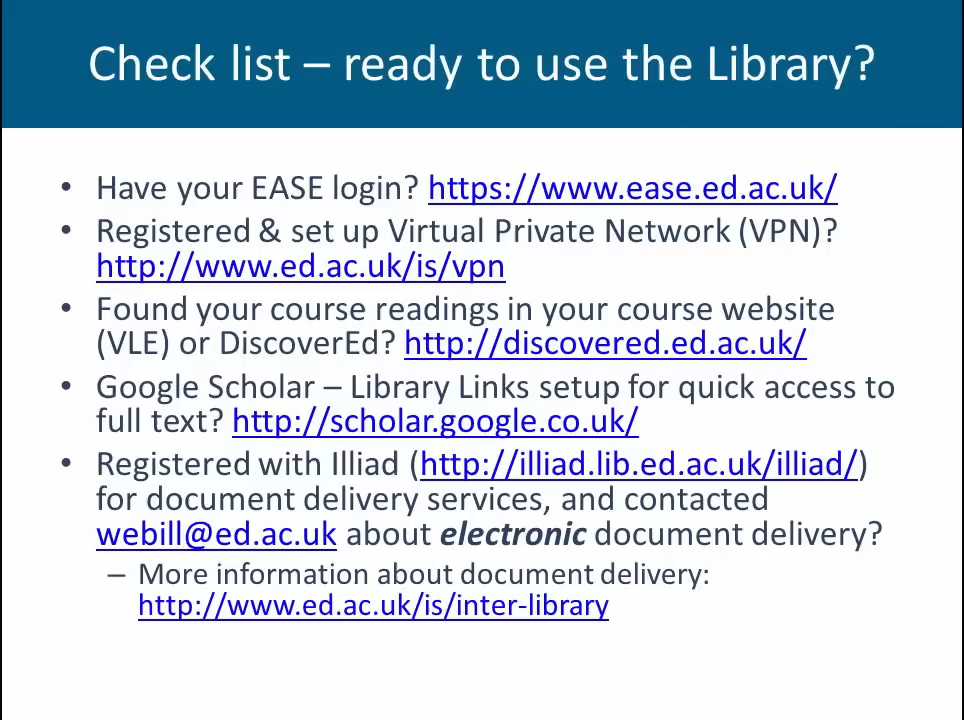 Check list – ready to use the Library?
• Have your EASE login? https://www.ease.ed.ac.uk/
• Registered & set up Virtual Private Network (VPN)?
http://www.ed.ac.uk/is/vpn
• Found your course readings in your course website
(VLE) or DiscoverEd? http://discovered.ed.ac.uk/
• Google Scholar – Library Links setup for quick access to
full text? http://scholar.google.co.uk/
• Registered with Illiad (http://illiad.lib.ed.ac.uk/illiad/)
for document delivery services, and contacted
webill@ed.ac.uk about electronic document delivery?
– More information about document delivery:
http://www.ed.ac.uk/is/inter-library